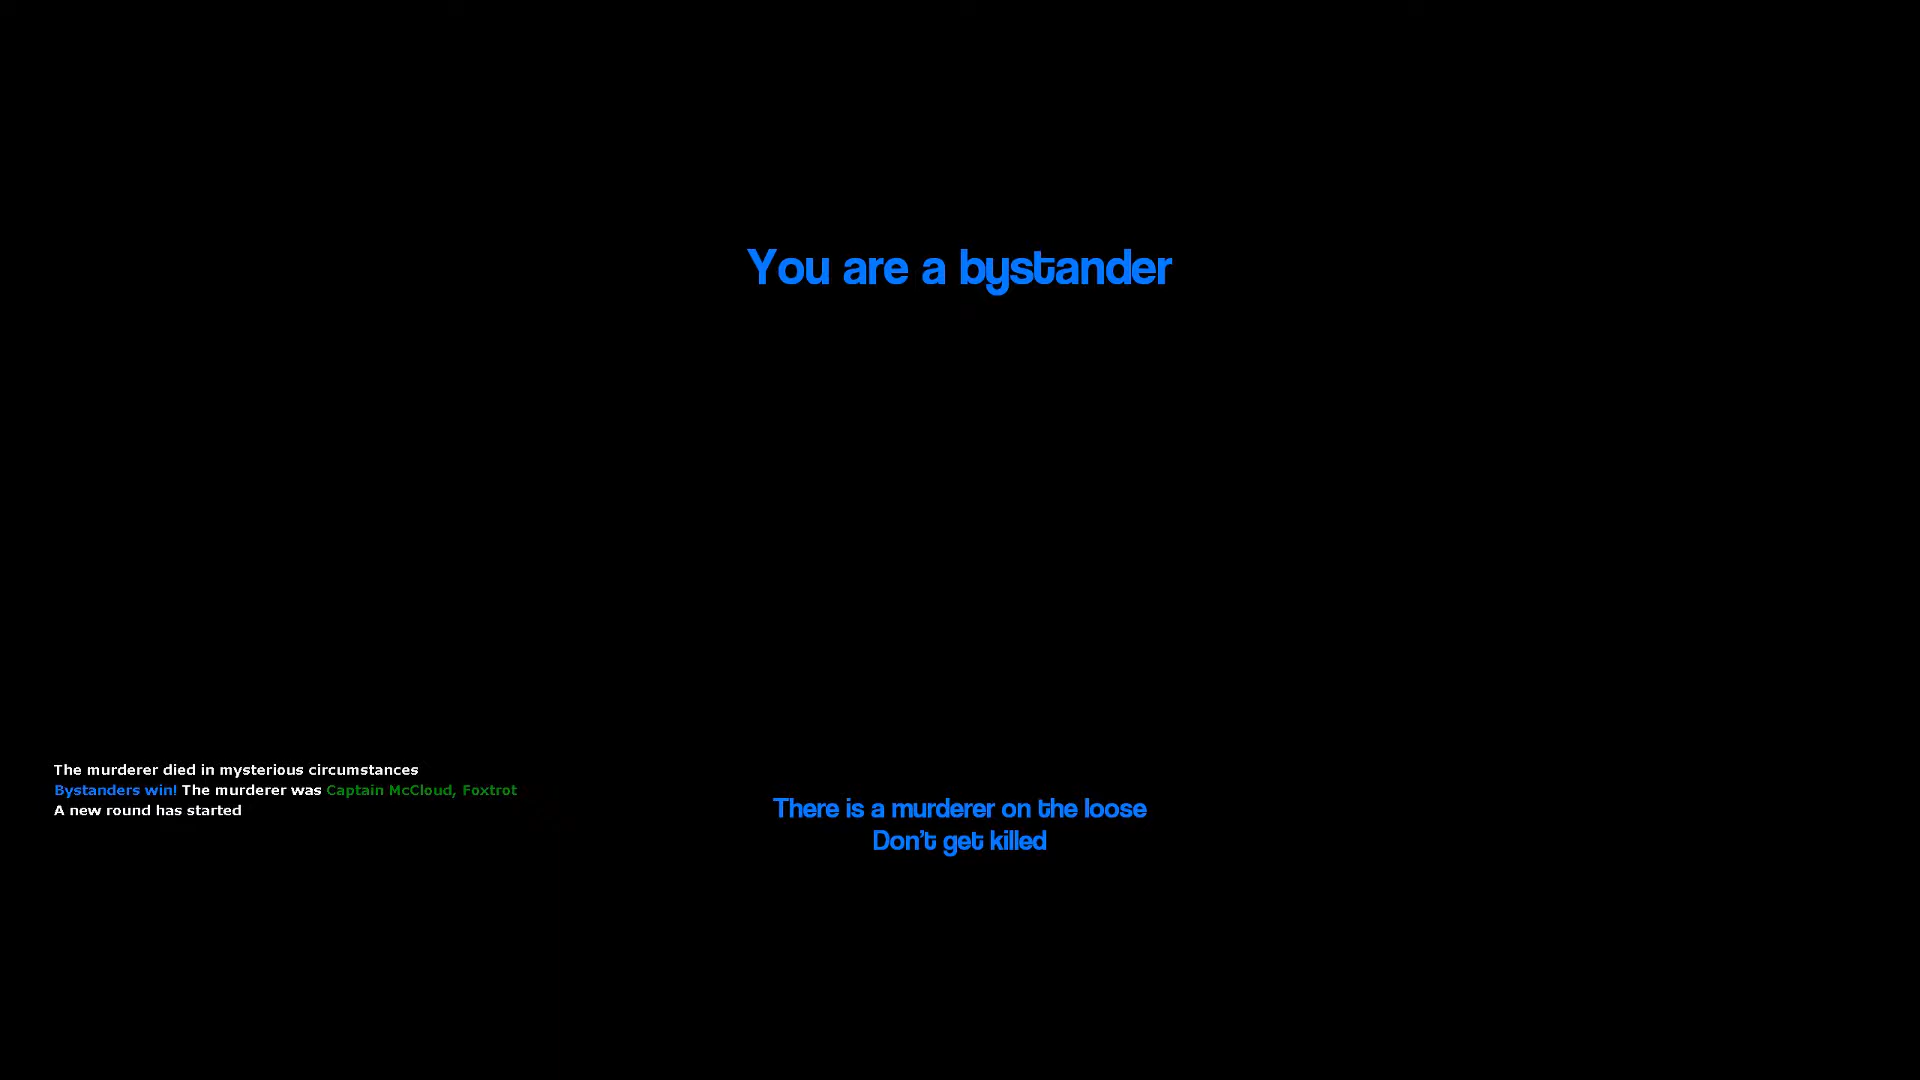 You are a bystander
The murderer died in mysterious circumstances
Bystanders win! The murderer was Captain McCloud, Foxtrot
A new round has started
There is a murderer on the loose
Don't get killed